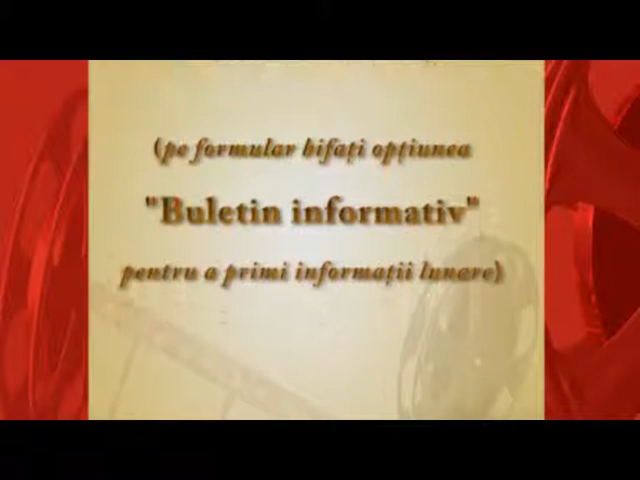 (pe formular bifați opțiunea
"Buletin informativ"
pentru a primi informații lunare)